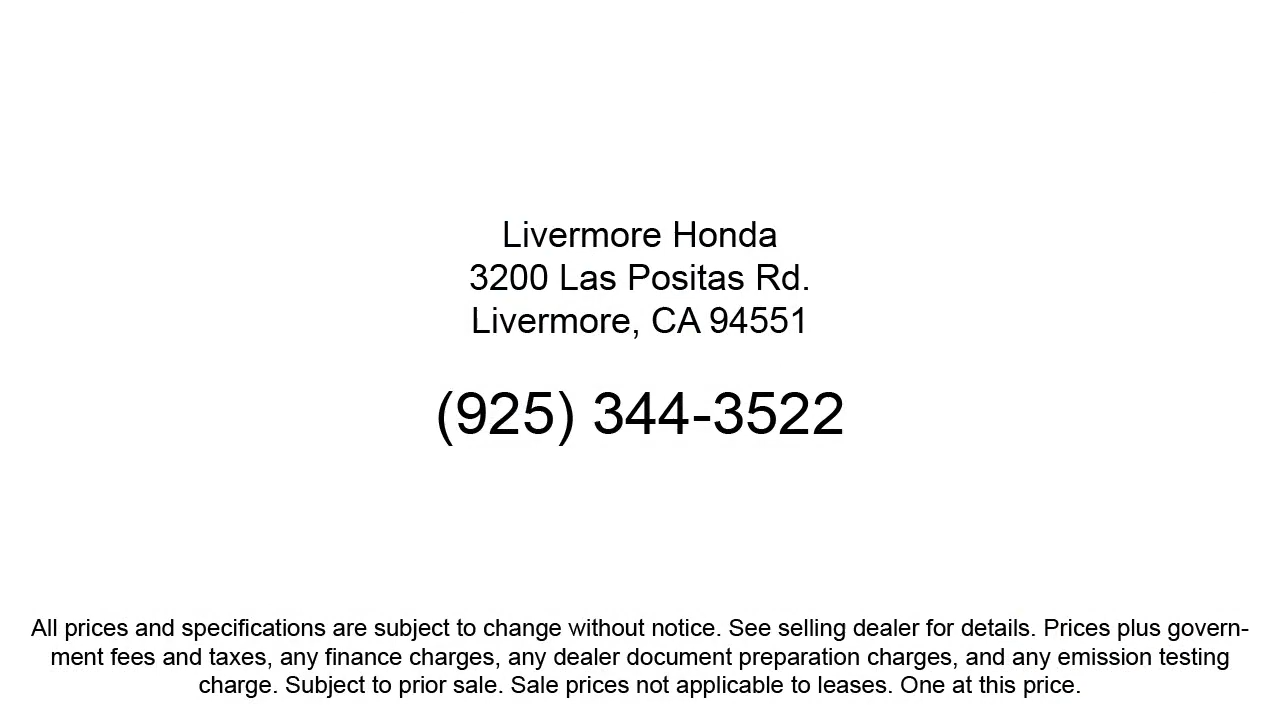 Livermore Honda
3200 Las Positas Rd.
Livermore, CA 94551
(925) 344-3522
All prices and specifications are subject to change without notice. See selling dealer for details. Prices plus govern-
ment fees and taxes, any finance charges, any dealer document preparation charges, and any emission testing
charge. Subject to prior sale. Sale prices not applicable to leases. One at this price.